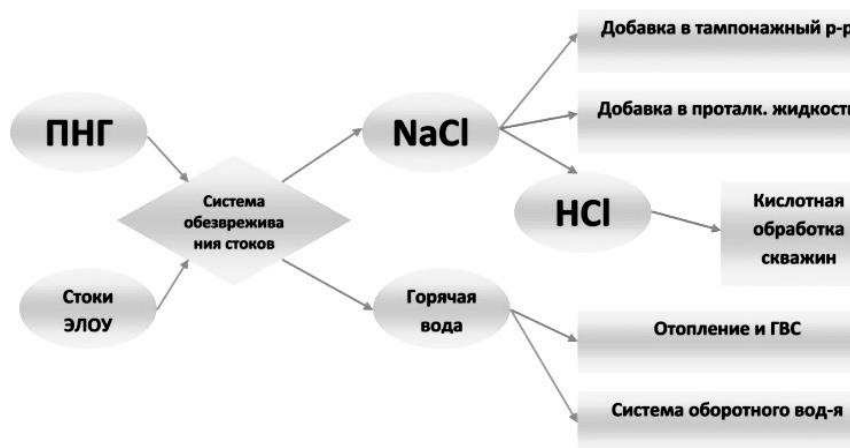 Добавка в тампонажный р-р
ПНГ
NaCl
Добавка в проталк. жидкость
Система
обезврежива
ния стоков
HCl
Кислотная
обработка
скважин
Стоки
ЭЛОУ
Горячая
вода
Отопление и ГВС
Система оборотного вод-я